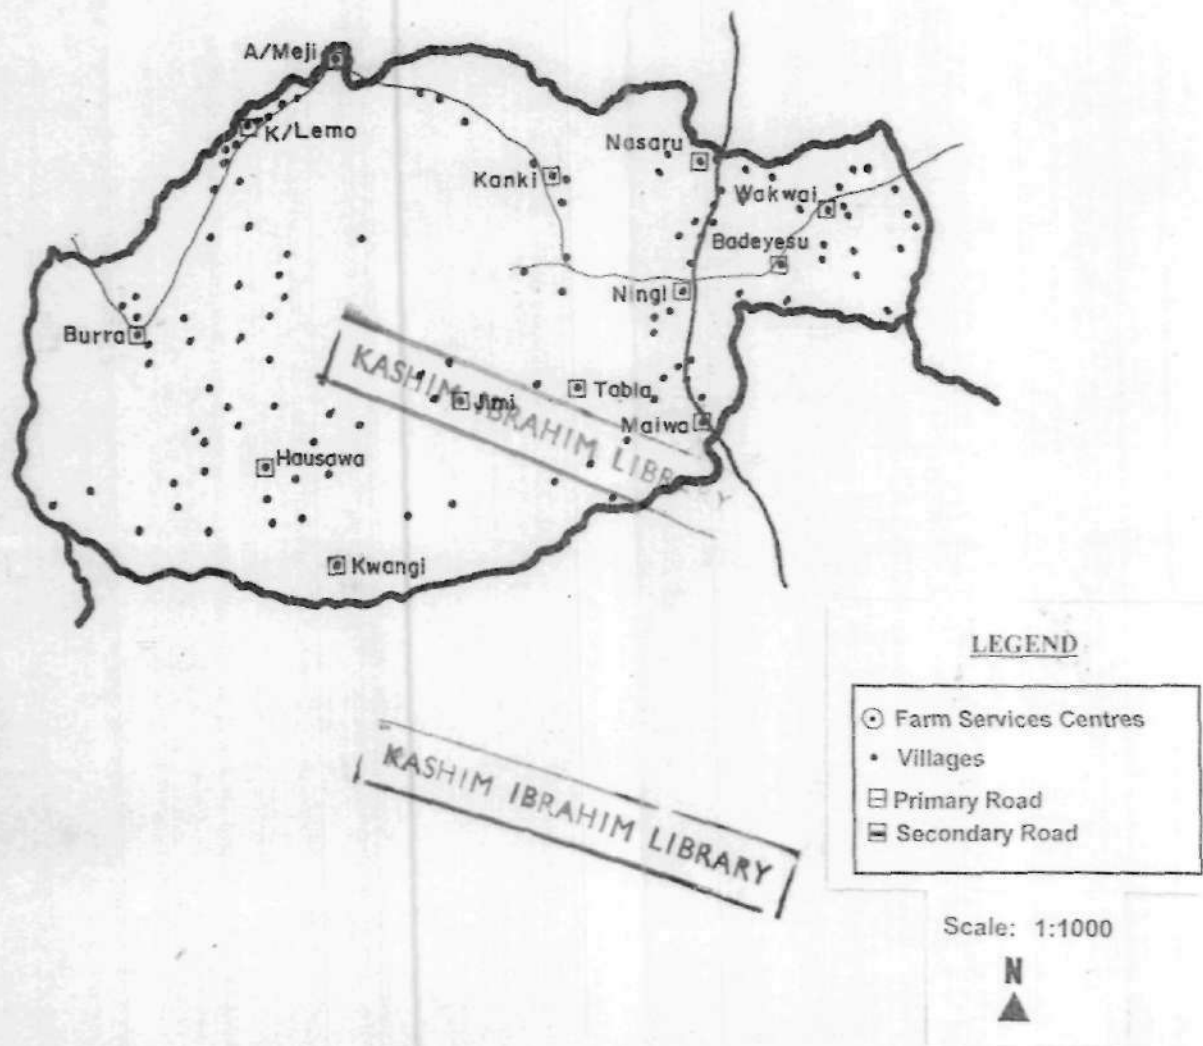 A/Meji
K/Lemo
Nasaru
Kanki
Wakwai
Badeyesu
Ningi
Burra
Tabla
Jimi
Maiwa
Hausawa
Kwangi
KASHIM IBRAHIM LIBRARY
KASHIM IBRAHIM LIBRARY
LEGEND
Farm Services Centres
Villages
Primary Road
Secondary Road
Scale: 1:1000
N